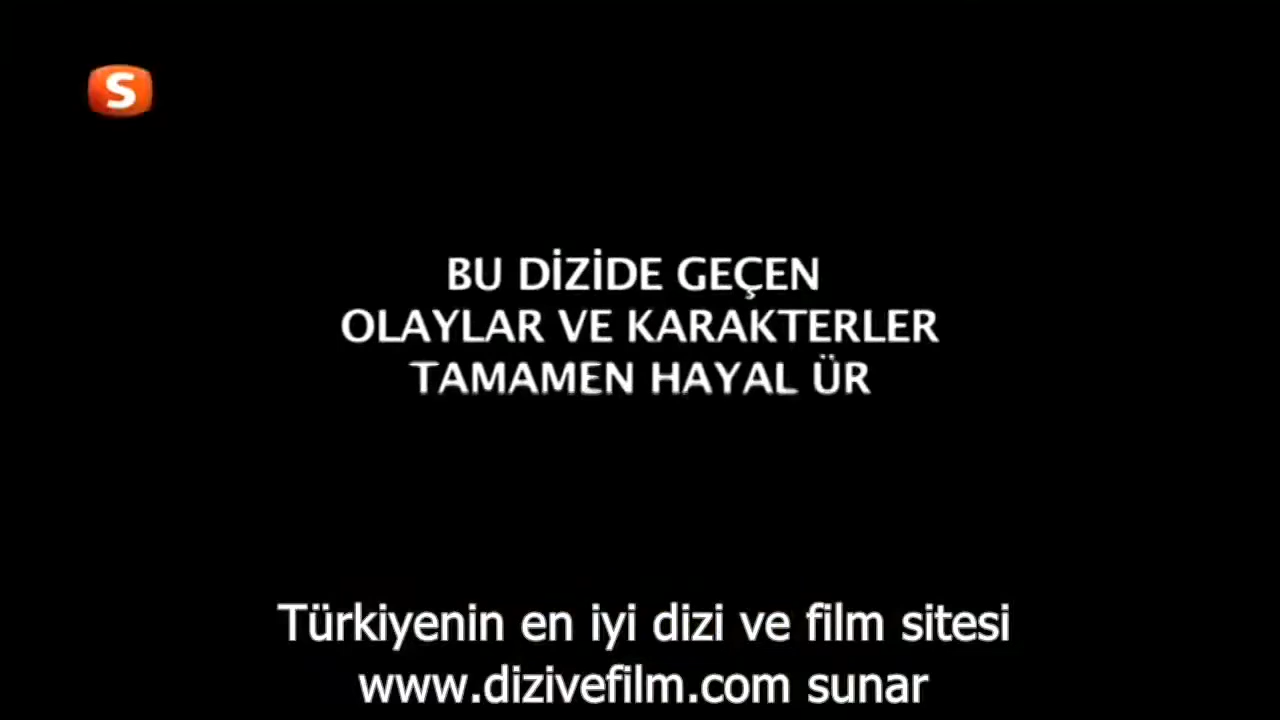 S
BU DİZİDE GEÇEN
OLAYLAR VE KARAKTERLER
TAMAMEN HAYAL ÜR
Türkiyenin en iyi dizi ve film sitesi
www.dizivefilm.com sunar